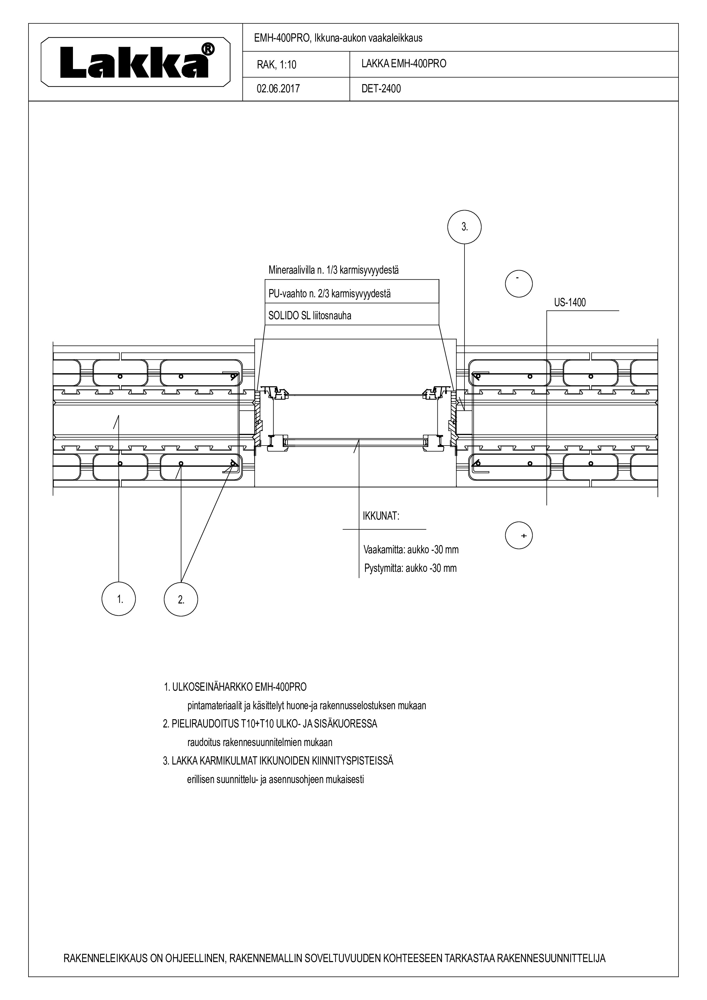 Lakka®
EMH-400PRO, Ikkuna-aukon vaakaleikkaus
RAK, 1:10
LAKKA EMH-400PRO
02.06.2017
DET-2400
3.
Mineraalivilla n. 1/3 karmisyvyydestä
PU-vaahto n. 2/3 karmisyvyydestä
SOLIDO SL liitosnauha
-
US-1400
IKKUNAT:
+
Vaakamitta: aukko -30 mm
Pystymitta: aukko -30 mm
1.
2.
1. ULKOSEINÄHARKKO EMH-400PRO
pintamateriaalit ja käsittelyt huone-ja rakennusselostuksen mukaan
2. PIELIRAUDOITUS T10+T10 ULKO- JA SISÄKUORESSA
raudoitus rakennesuunnitelmien mukaan
3. LAKKA KARMIKULMAT IKKUNOIDEN KIINNITYSPISTEISSÄ
erillisen suunnittelu- ja asennusohjeen mukaisesti
RAKENNELEIKKAUS ON OHJEELLINEN, RAKENNEMALLIN SOVELTUVUUDEN KOHTEESEEN TARKASTAA RAKENNESUUNNITTELIJA